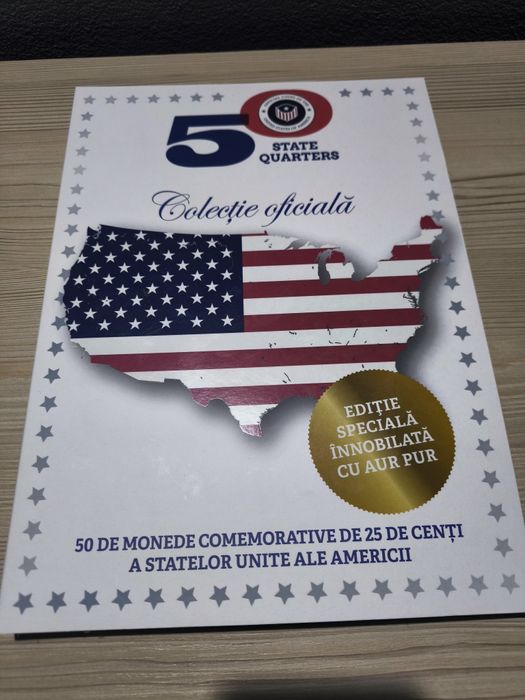 50
STATE
QUARTERS
Colecție oficială
EDIȚIE
SPECIALĂ
ÎNNOBILATĂ
CU AUR PUR
50 DE MONEDE COMEMORATIVE DE 25 DE CENȚI
A STATELOR UNITE ALE AMERICII